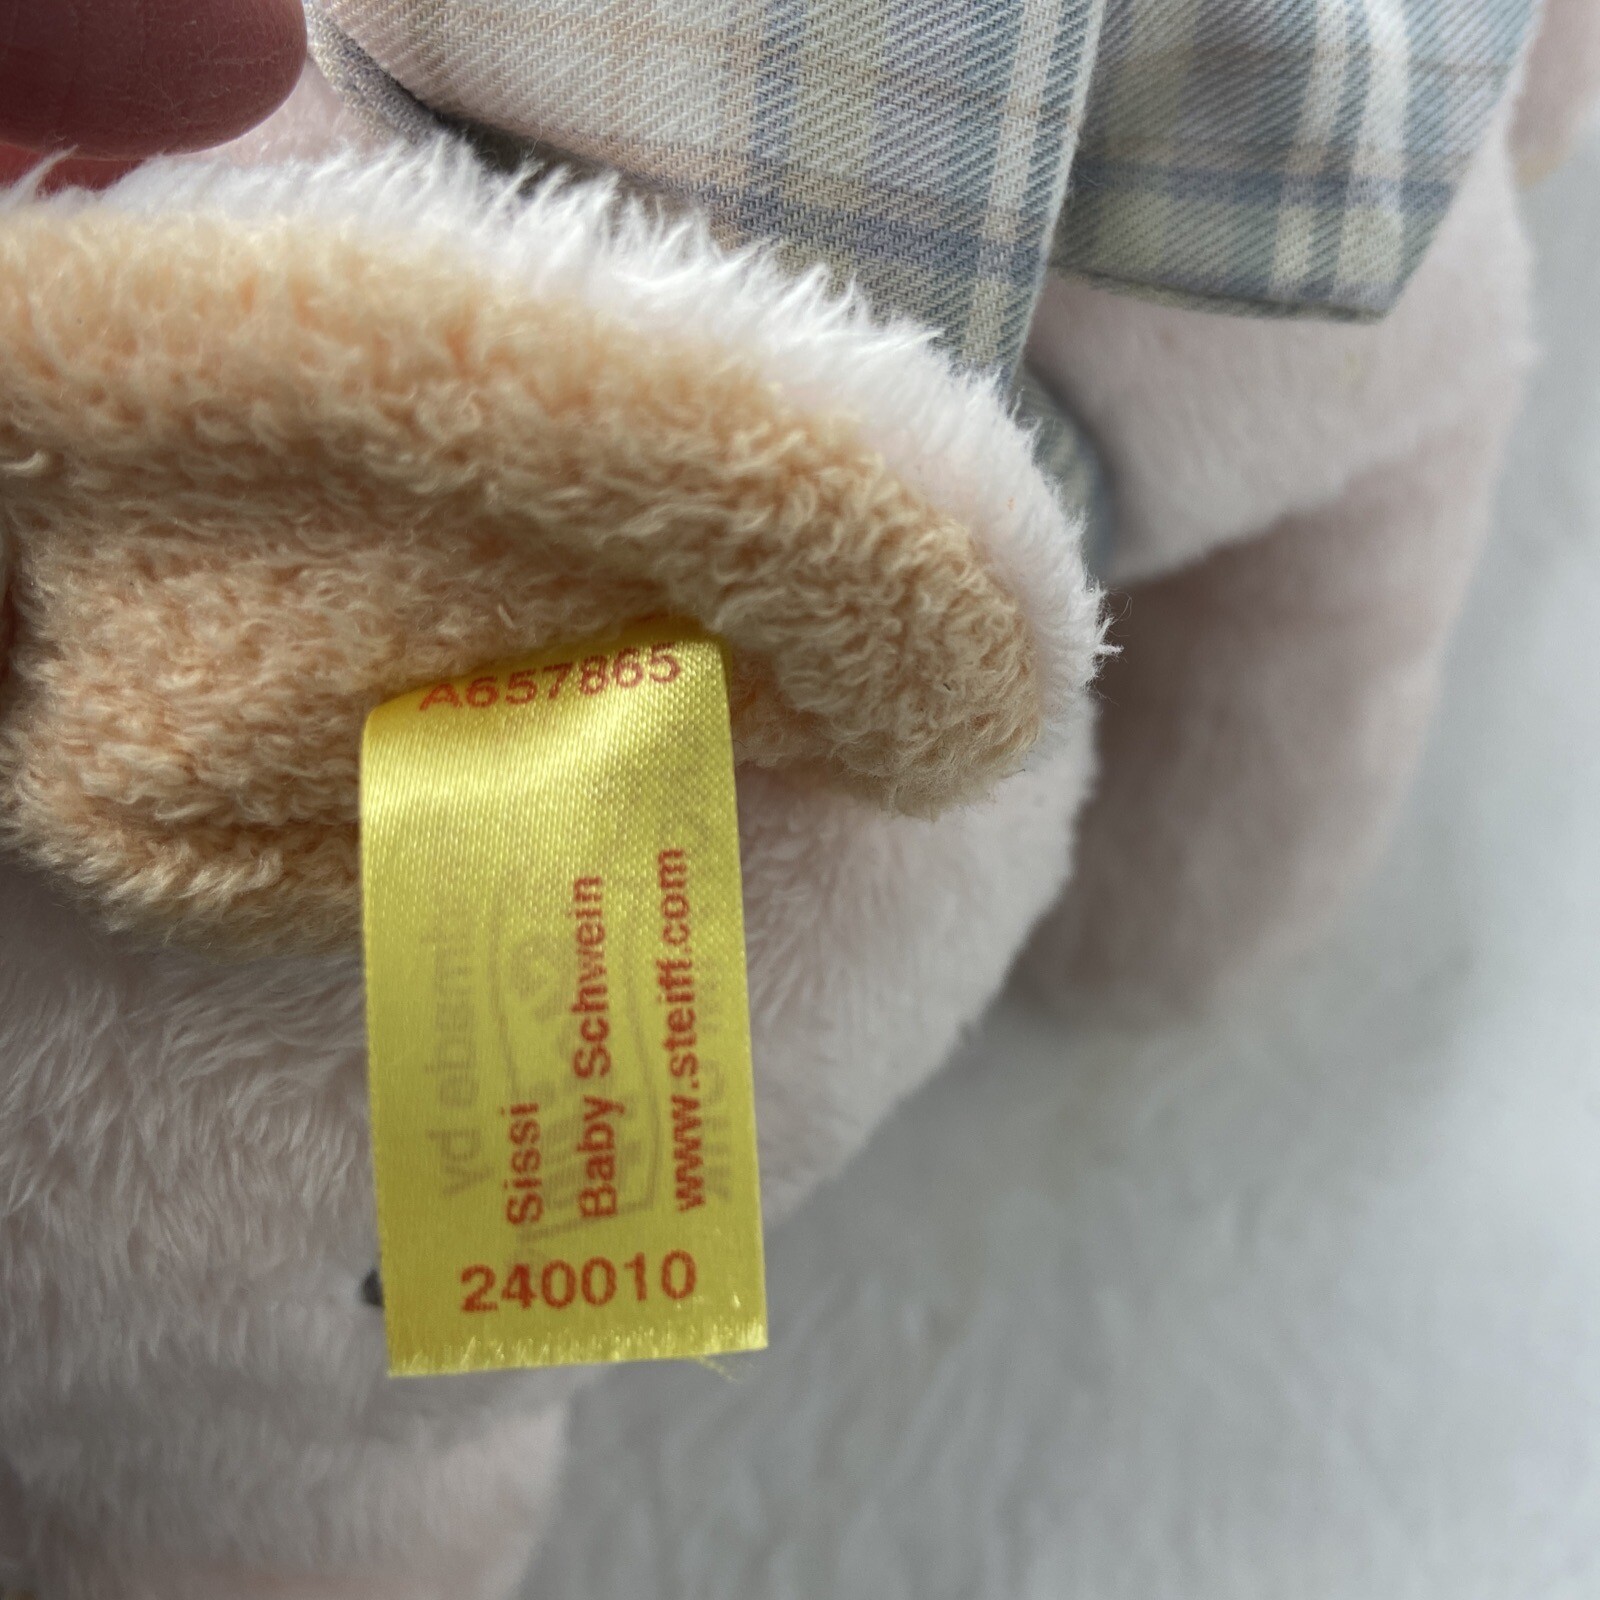 A657865
Sissi
Baby Schwein
www.steiff.com
240010